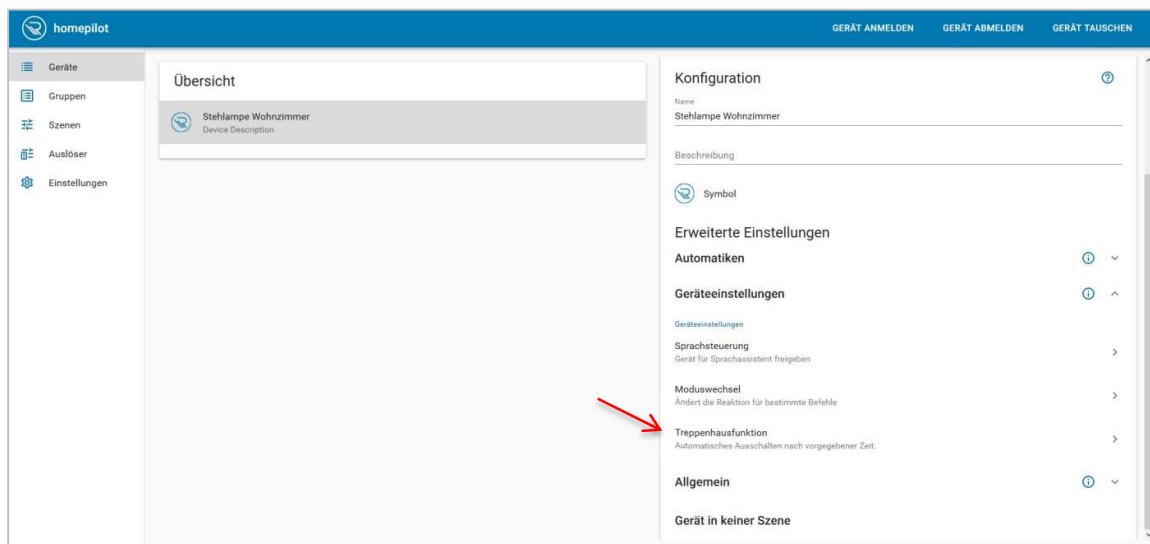 homepilot
GERÄT ANMELDEN GERÄT ABMELDEN GERÄT TAUSCHEN
Geräte
Gruppen
Szenen
Auslöser
Einstellungen
Übersicht
Stehlampe Wohnzimmer
Device Description
Konfiguration
Name
Stehlampe Wohnzimmer
Beschreibung
Symbol
Erweiterte Einstellungen
Automatiken
Geräteeinstellungen
Geräteeinstellungen
Sprachsteuerung
Gerät für Sprachassistent freigeben
Moduswechsel
Ändert die Reaktion für bestimmte Befehle
Treppenhausfunktion
Automatisches Ausschalten nach vorgegebener Zeit.
Allgemein
Gerät in keiner Szene